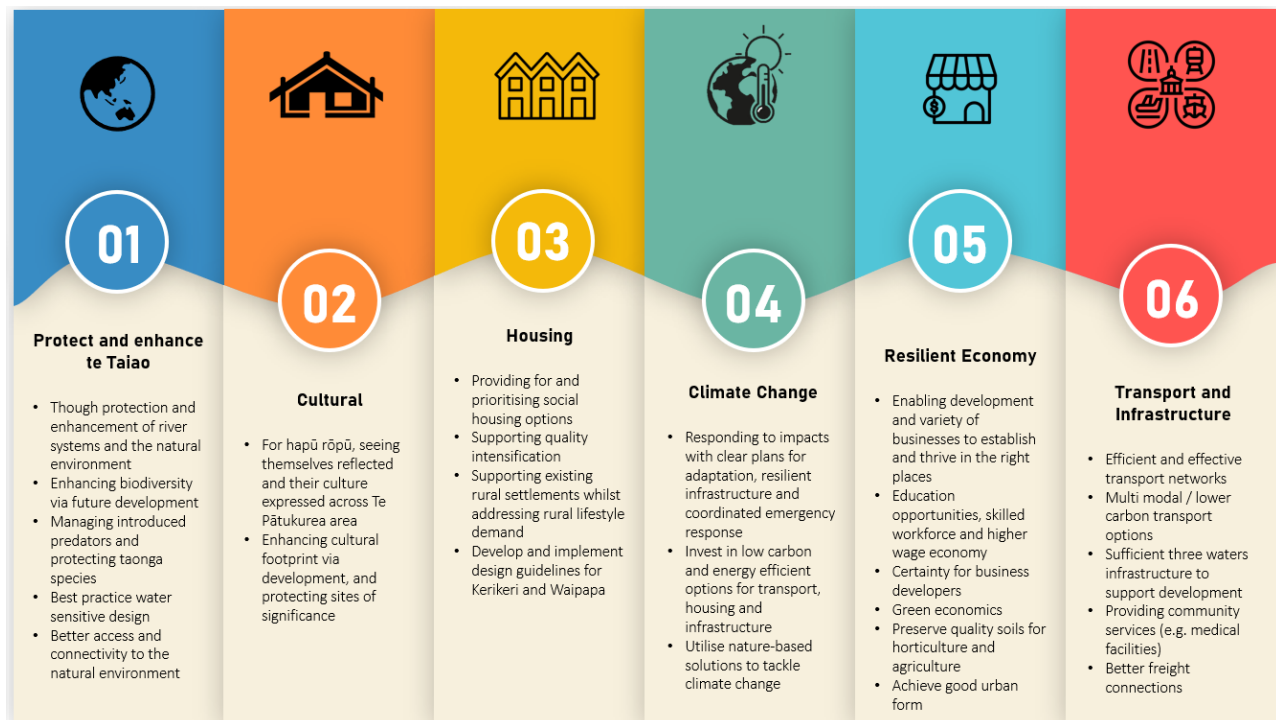 01
Protect and enhance
te Taiao
• Though protection and
enhancement of river
systems and the natural
environment
• Enhancing biodiversity
via future development
• Managing introduced
predators and
protecting taonga
species
• Best practice water
sensitive design
• Better access and
connectivity to the
natural environment
02
Cultural
• For hapū rōpū, seeing
themselves reflected
and their culture
expressed across Te
Pātukurea area
• Enhancing cultural
footprint via
development, and
protecting sites of
significance
03
Housing
• Providing for and
prioritising social
housing options
• Supporting quality
intensification
• Supporting existing
rural settlements whilst
addressing rural lifestyle
demand
• Develop and implement
design guidelines for
Kerikeri and Waipapa
04
Climate Change
• Responding to impacts
with clear plans for
adaptation, resilient
infrastructure and
coordinated emergency
response
• Invest in low carbon
and energy efficient
options for transport,
housing and
infrastructure
• Utilise nature-based
solutions to tackle
climate change
$
05
Resilient Economy
• Enabling development
and variety of
businesses to establish
and thrive in the right
places
• Education
opportunities, skilled
workforce and higher
wage economy
• Certainty for business
developers
• Green economics
• Preserve quality soils for
horticulture and
agriculture
• Achieve good urban
form
06
Transport and
Infrastructure
• Efficient and effective
transport networks
• Multi modal / lower
carbon transport
options
• Sufficient three waters
infrastructure to
support development
• Providing community
services (e.g. medical
facilities)
• Better freight
connections